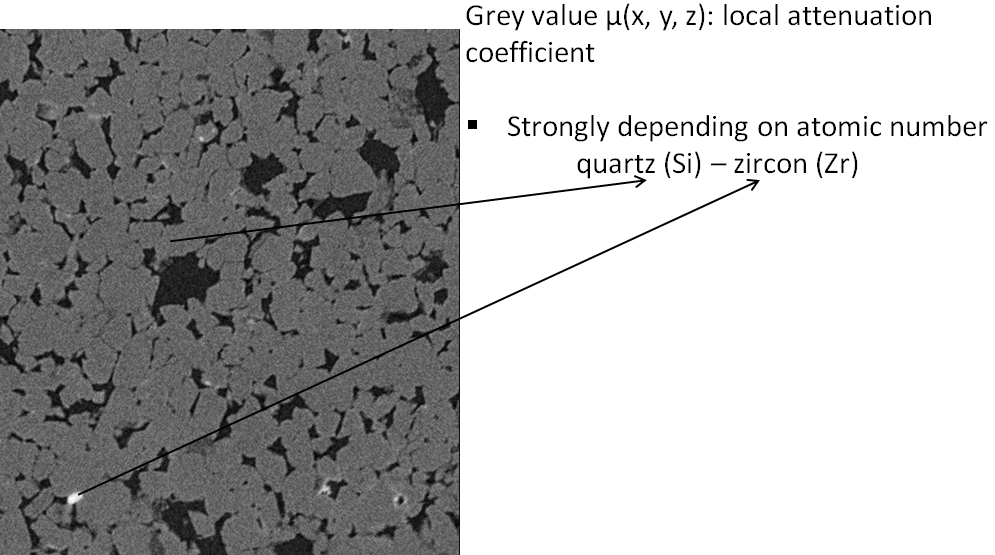 Grey value μ(x, y, z): local attenuation
coefficient
▪ Strongly depending on atomic number
quartz (Si) – zircon (Zr)